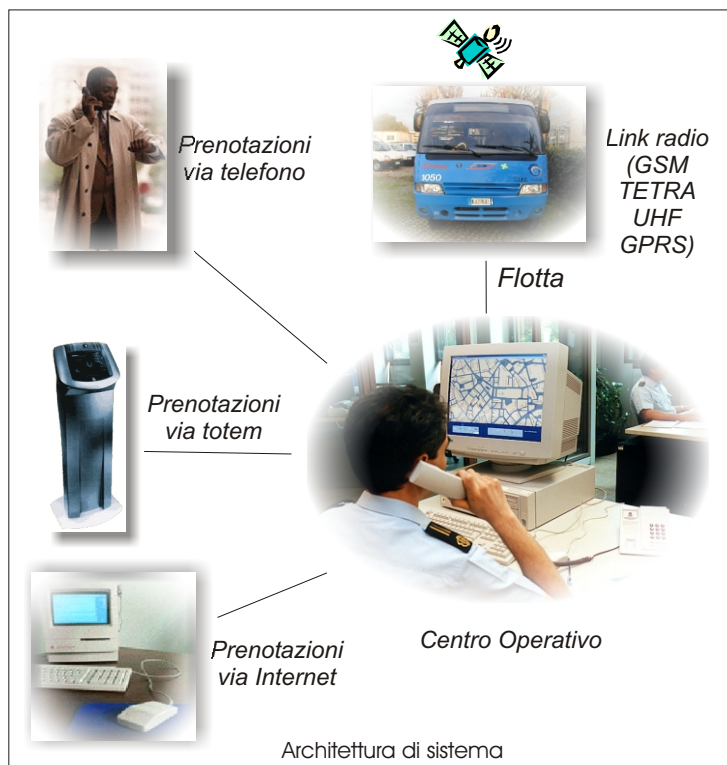 Prenotazioni
via telefono
Link radio
(GSM
TETRA
UHF
GPRS)
1050
Flotta
Prenotazioni
via totem
Prenotazioni
via Internet
Centro Operativo
Architettura di sistema